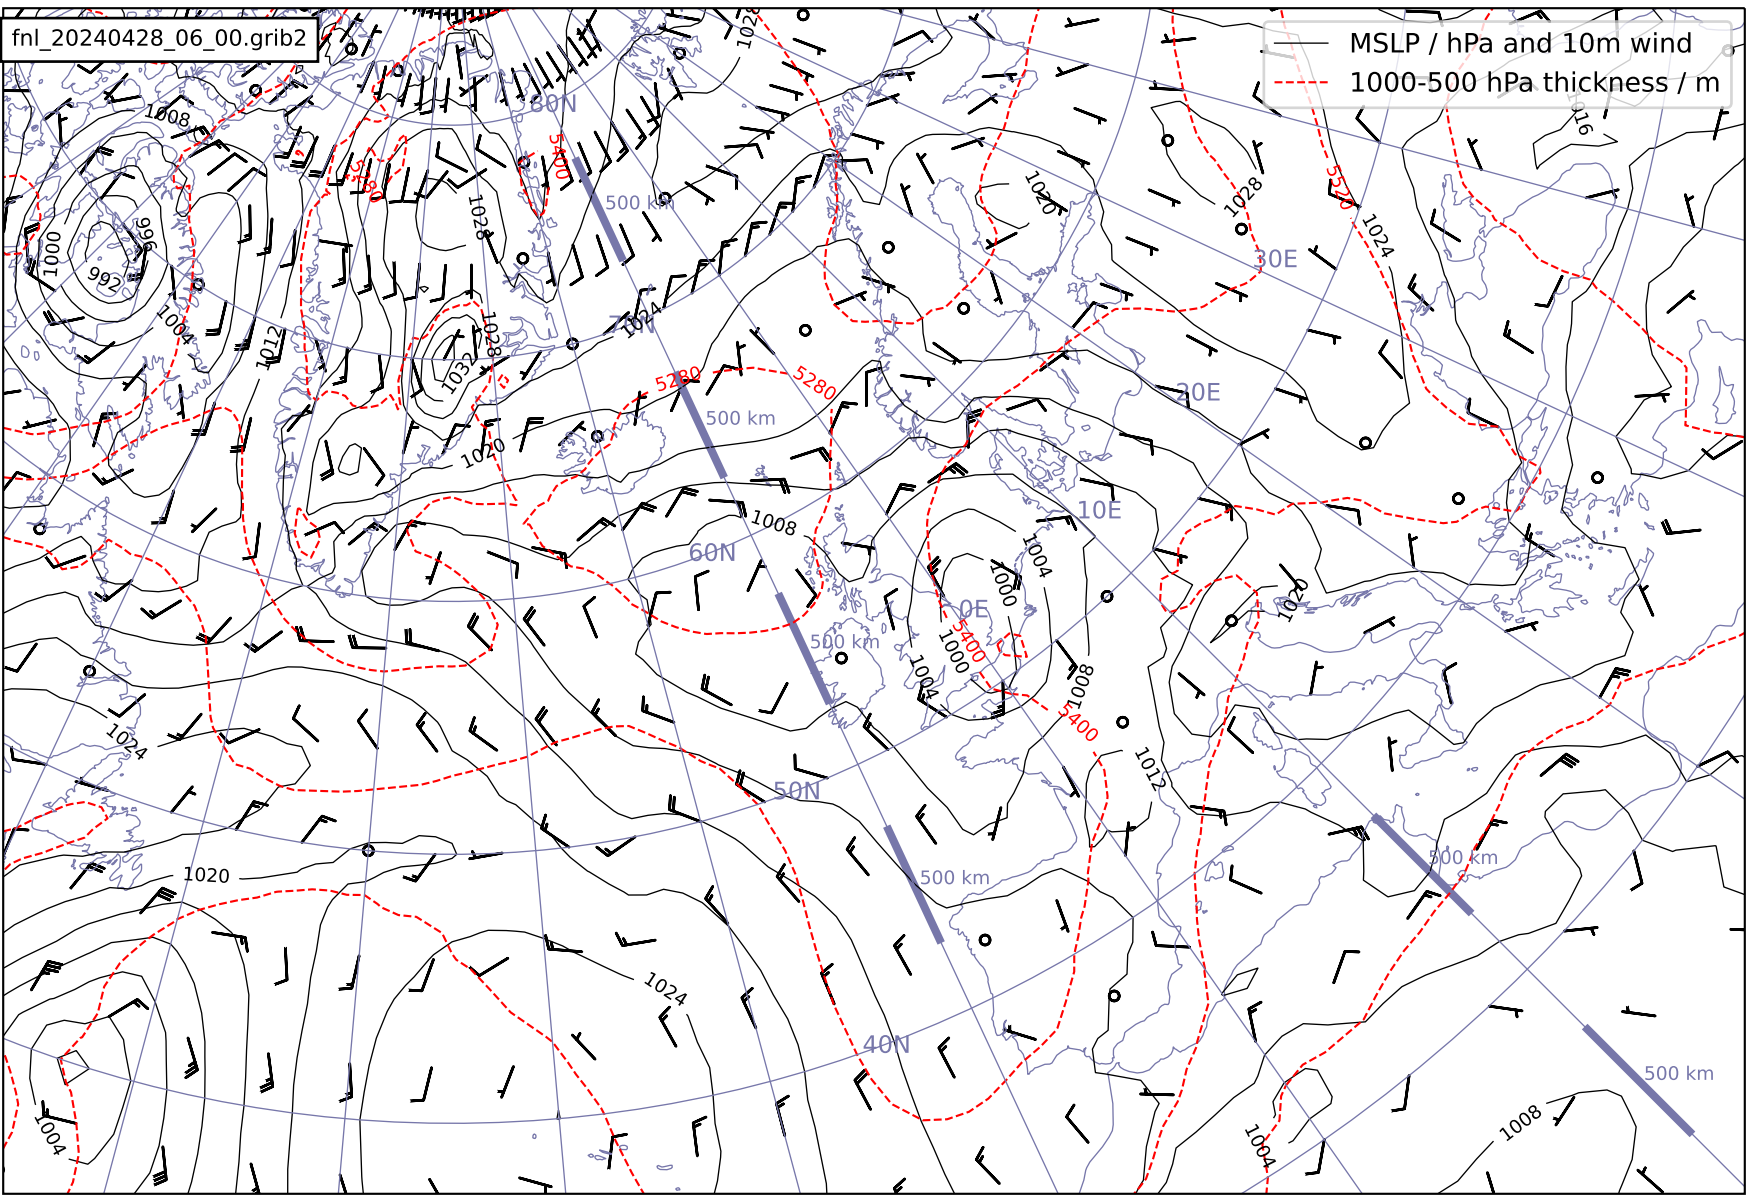 fnl_20240428_06_00.grib2
MSLP / hPa and 10m wind
1000-500 hPa thickness / m
1028
1008
80N
5400
5280
500 km
1016
1028
1020
1028
5520
1024
996
1000
992
1004
1012
30E
1028
1032
1024
70N
5280
5280
20E
500 km
1020
10E
1008
60N
1004
1000
0E
1020
5400
1000
1004
500 km
1008
5400
1024
1012
50N
1020
500 km
500 km
1024
40N
500 km
1004
1008
1004